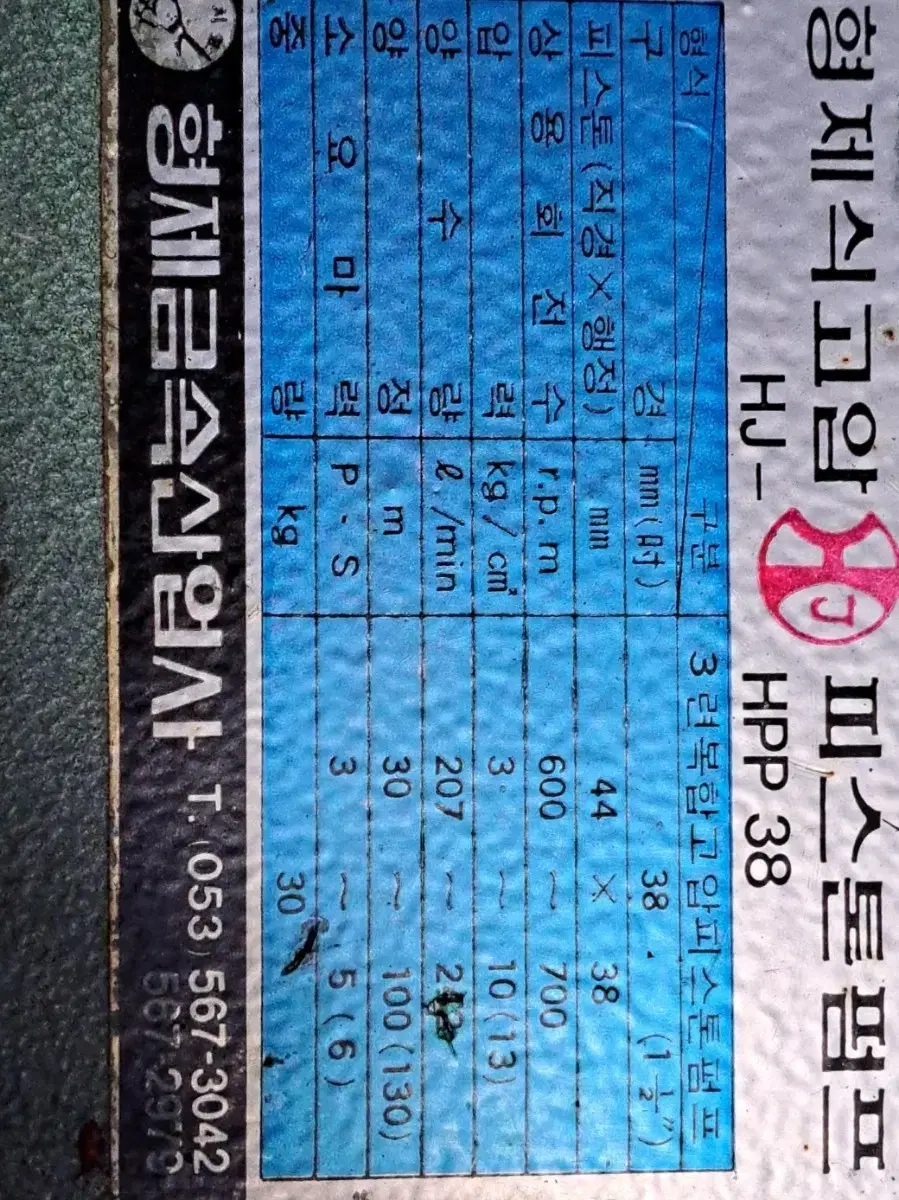 형제식고압 HJ 피스톤펌프
HJ- HPP 38
형식 구분 3련복합고압피스톤펌프
구 경 mm(吋) 38 . (1 1/2")
피스톤(직경×행정) mm 44 × 38
상 용 회 전 수 r.p.m 600 ~ 700
압 력 kg/cm² 3 ~ 10(13)
양 수 량 ℓ./min 207 ~
양 정 m 30 ~ 100(130)
소 요 마 력 P·S 3 ~ 5(6)
중 량 kg 30
형제금속산업사 T.(053)567-3042